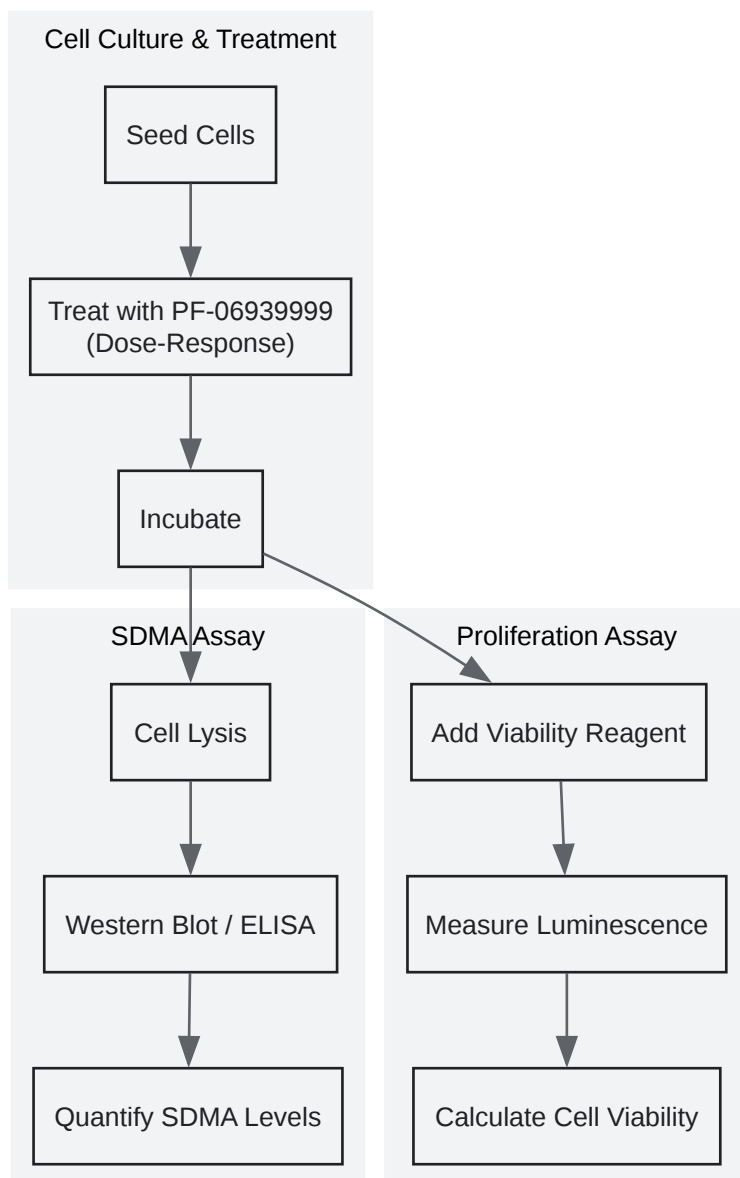 Cell Culture & Treatment
Seed Cells
Treat with PF-06939999
(Dose-Response)
Incubate
SDMA Assay
Cell Lysis
Western Blot / ELISA
Quantify SDMA Levels
Proliferation Assay
Add Viability Reagent
Measure Luminescence
Calculate Cell Viability